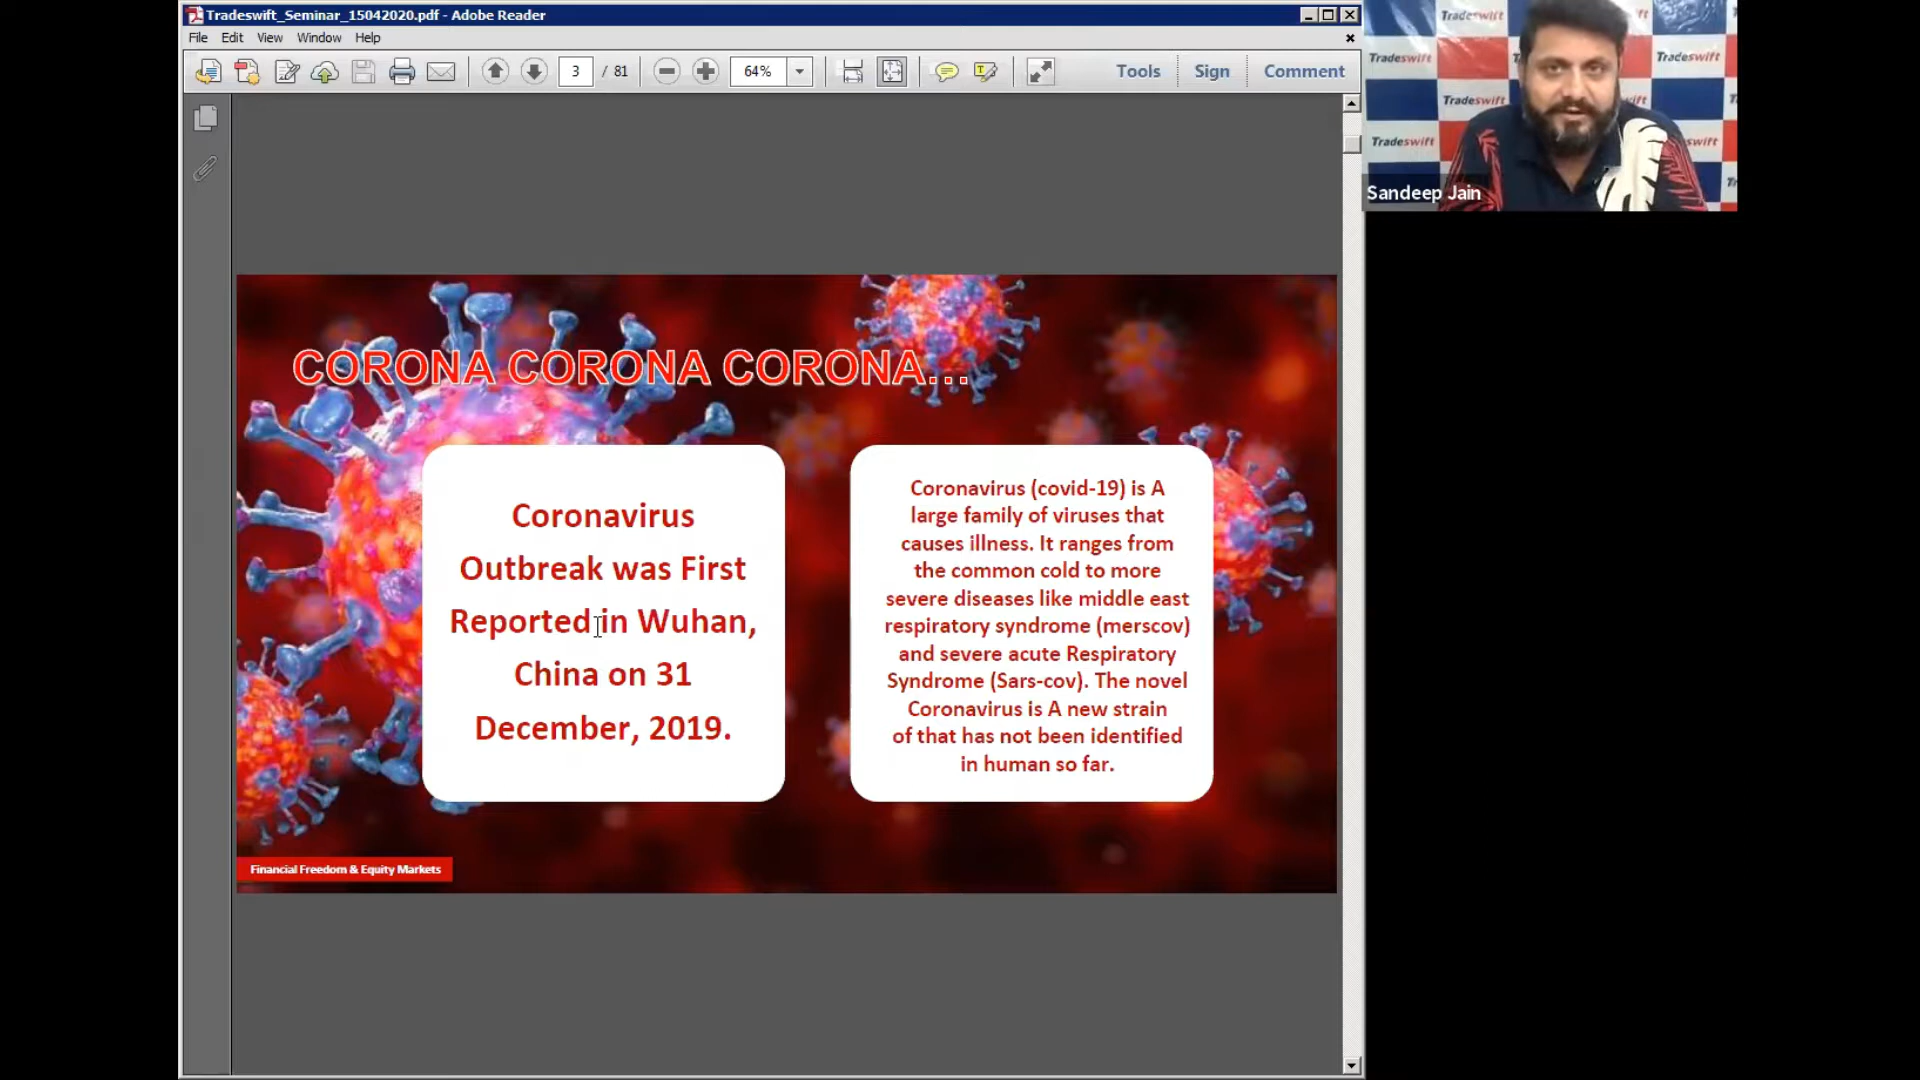 Tradeswift_Seminar_15042020.pdf - Adobe Reader
File Edit View Window Help
3 / 81 64% Tools Sign Comment
Tradeswift Tradeswift
Tradeswift Tradeswift
Tradeswift
Tradeswift
Sandeep Jain
CORONA CORONA CORONA...
Coronavirus
Outbreak was First
Reported in Wuhan,
China on 31
December, 2019.
Coronavirus (covid-19) is A
large family of viruses that
causes illness. It ranges from
the common cold to more
severe diseases like middle east
respiratory syndrome (merscov)
and severe acute Respiratory
Syndrome (Sars-cov). The novel
Coronavirus is A new strain
of that has not been identified
in human so far.
Financial Freedom & Equity Markets